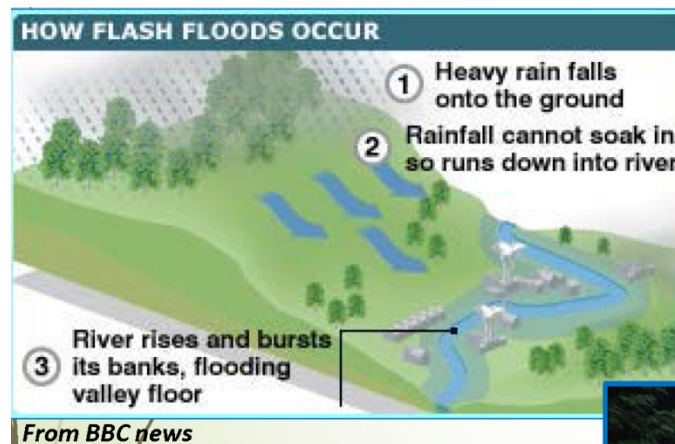 HOW FLASH FLOODS OCCUR
1 Heavy rain falls
onto the ground
2 Rainfall cannot soak in
so runs down into river
3 River rises and bursts
its banks, flooding
valley floor
From BBC news